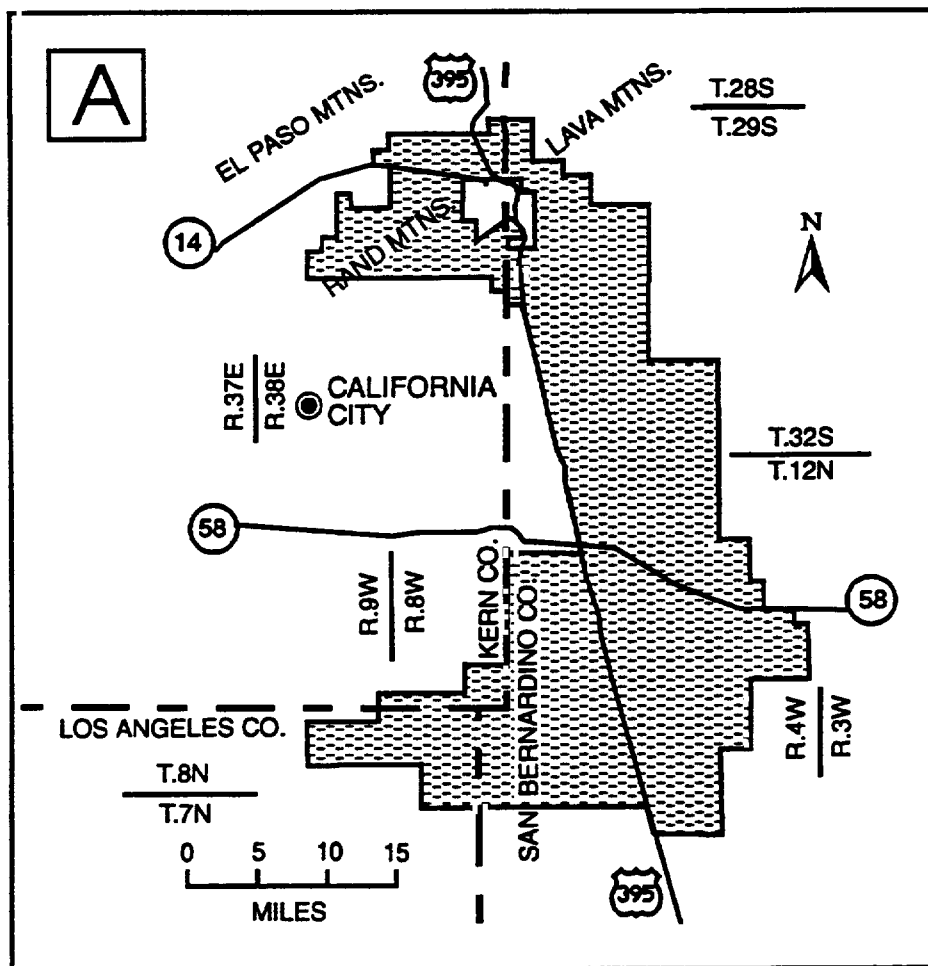 A
395
EL PASO MTNS.
LAVA MTNS.
T.28S
T.29S
14
RAND MTNS.
N
R.37E
R.38E
CALIFORNIA
CITY
T.32S
T.12N
58
R.9W
R.8W
KERN CO.
SAN BERNARDINO CO.
58
LOS ANGELES CO.
R.4W
R.3W
T.8N
T.7N
0 5 10 15
MILES
395